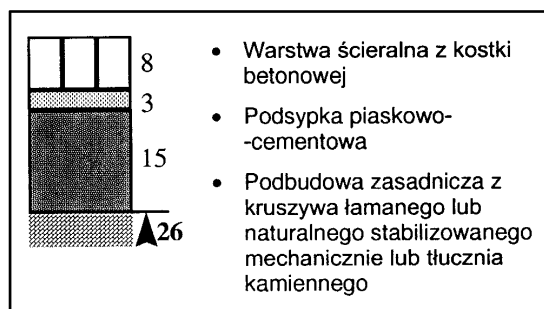 8
3
15
26
• Warstwa ścieralna z kostki
betonowej
• Podsypka piaskowo-
-cementowa
• Podbudowa zasadnicza z
kruszywa łamanego lub
naturalnego stabilizowanego
mechanicznie lub tłucznia
kamiennego